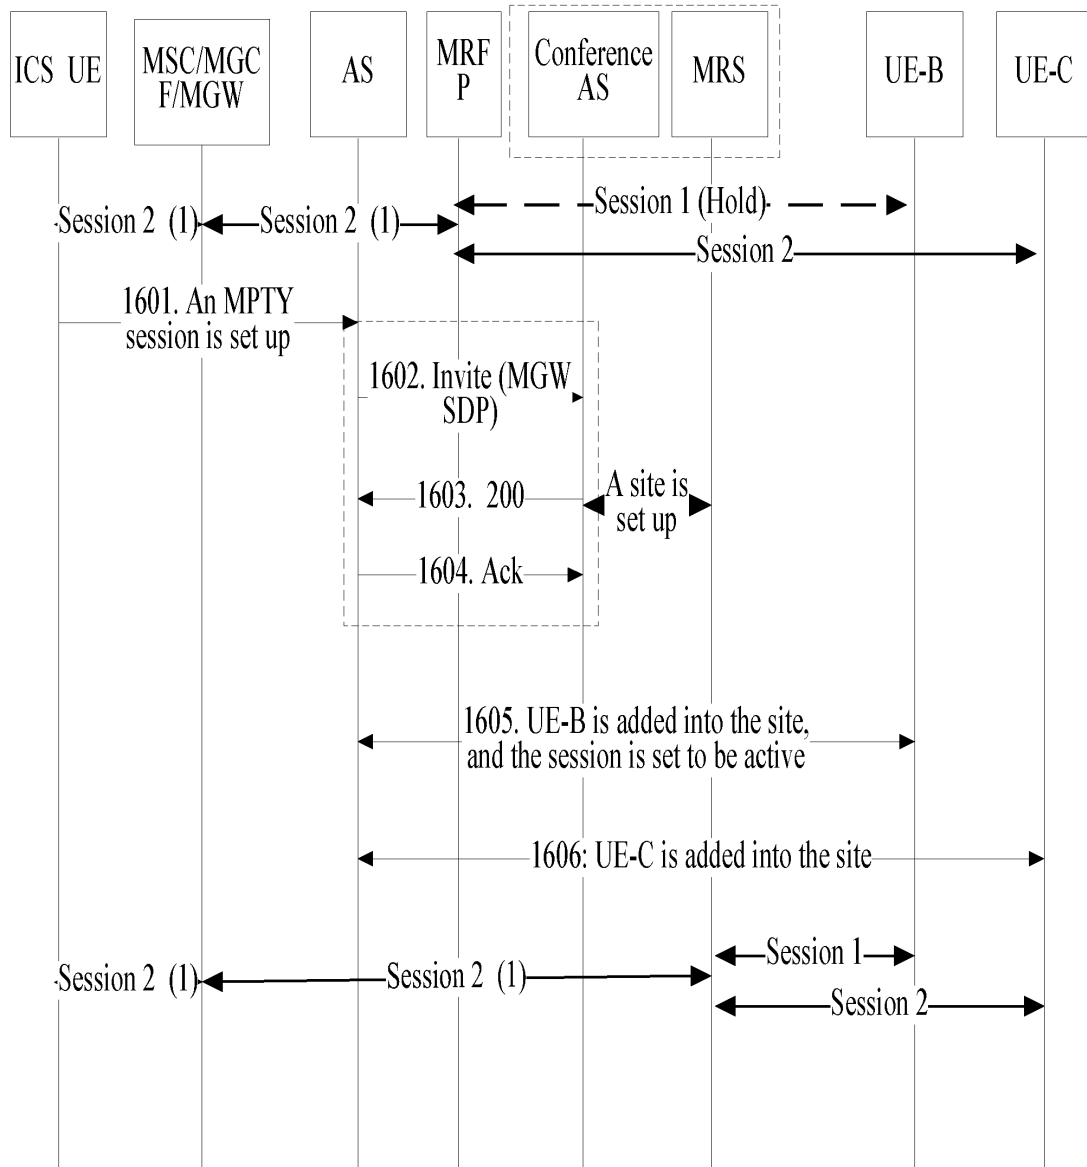 ICS UE
MSC/MGC
F/MGW
AS
MRF
P
Conference
AS
MRS
UE-B
UE-C
Session 1 (Hold)
Session 2 (1)
Session 2 (1)
Session 2
1601. An MPTY
session is set up
1602. Invite (MGW
SDP)
1603. 200
A site is
set up
1604. Ack
1605. UE-B is added into the site,
and the session is set to be active
1606: UE-C is added into the site
Session 1
Session 2 (1)
Session 2 (1)
Session 2